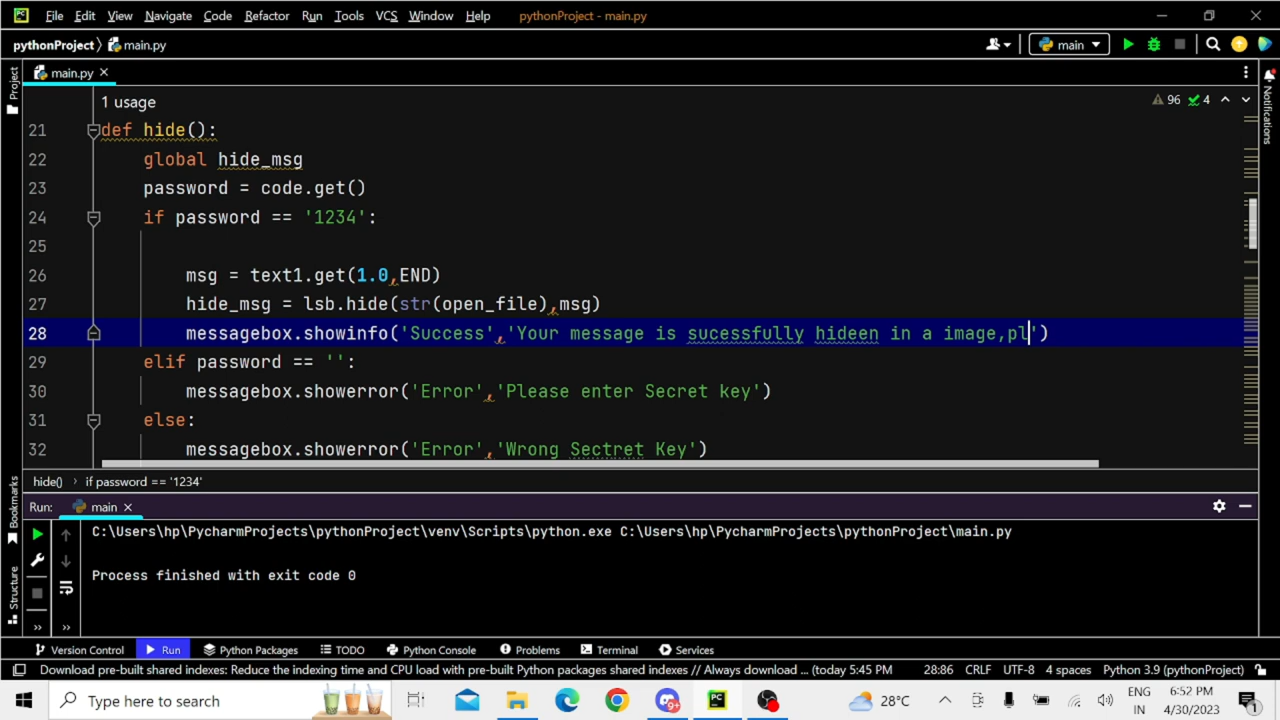 File Edit View Navigate Code Refactor Run Tools VCS Window Help pythonProject - main.py
pythonProject main.py main
Project
main.py
Notifications
1 usage
96 4
21 def hide():
22 global hide_msg
23 password = code.get()
24 if password == '1234':
25
26 msg = text1.get(1.0,END)
27 hide_msg = lsb.hide(str(open_file),msg)
28 messagebox.showinfo('Success','Your message is sucessfully hideen in a image,pl')
29 elif password == '':
30 messagebox.showerror('Error','Please enter Secret key')
31 else:
32 messagebox.showerror('Error','Wrong Sectret Key')
hide() if password == '1234'
Bookmarks
Structure
Run: main
C:\Users\hp\PycharmProjects\pythonProject\venv\Scripts\python.exe C:\Users\hp\PycharmProjects\pythonProject\main.py
Process finished with exit code 0
Version Control Run Python Packages TODO Python Console Problems Terminal Services
Download pre-built shared indexes: Reduce the indexing time and CPU load with pre-built Python packages shared indexes // Always download ... (today 5:45 PM 28:86 CRLF UTF-8 4 spaces Python 3.9 (pythonProject)
Type here to search
9+
PC
28°C
ENG
IN
6:52 PM
4/30/2023
1